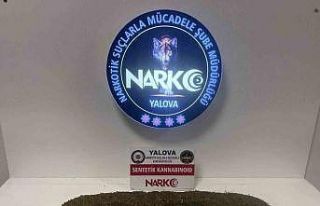 NARKOTİK SUÇLARLA MÜCADELE ŞUBE MÜDÜRLÜĞÜ
NARKO
YALOVA
YALOVA
SENTETİK KANNABİNOİD
NARKO